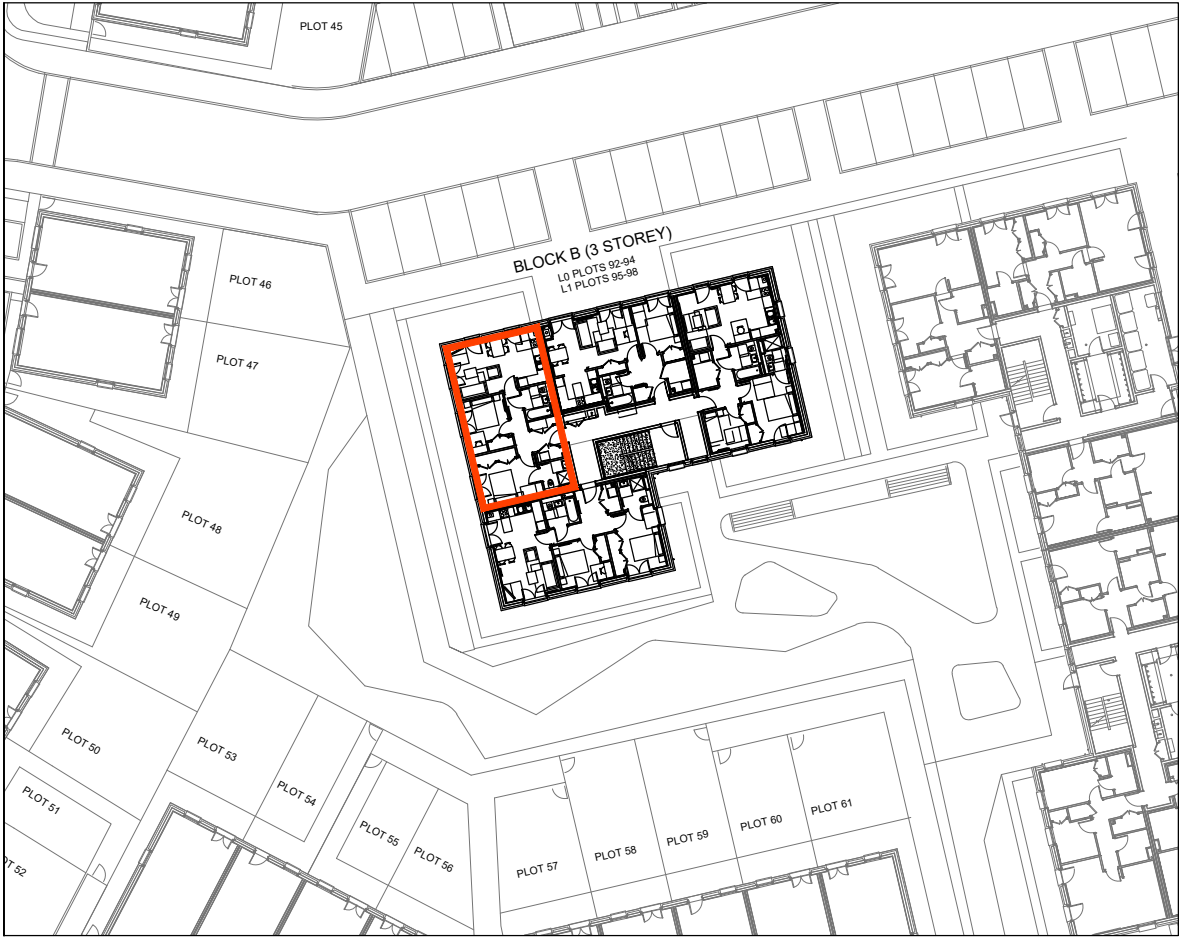 PLOT 45
BLOCK B (3 STOREY)
L0 PLOTS 92-94
L1 PLOTS 95-98
PLOT 46
PLOT 47
PLOT 48
PLOT 49
PLOT 50
PLOT 51
PLOT 53
PLOT 54
PLOT 55
PLOT 56
PLOT 57
PLOT 58
PLOT 59
PLOT 60
PLOT 61
OT 52